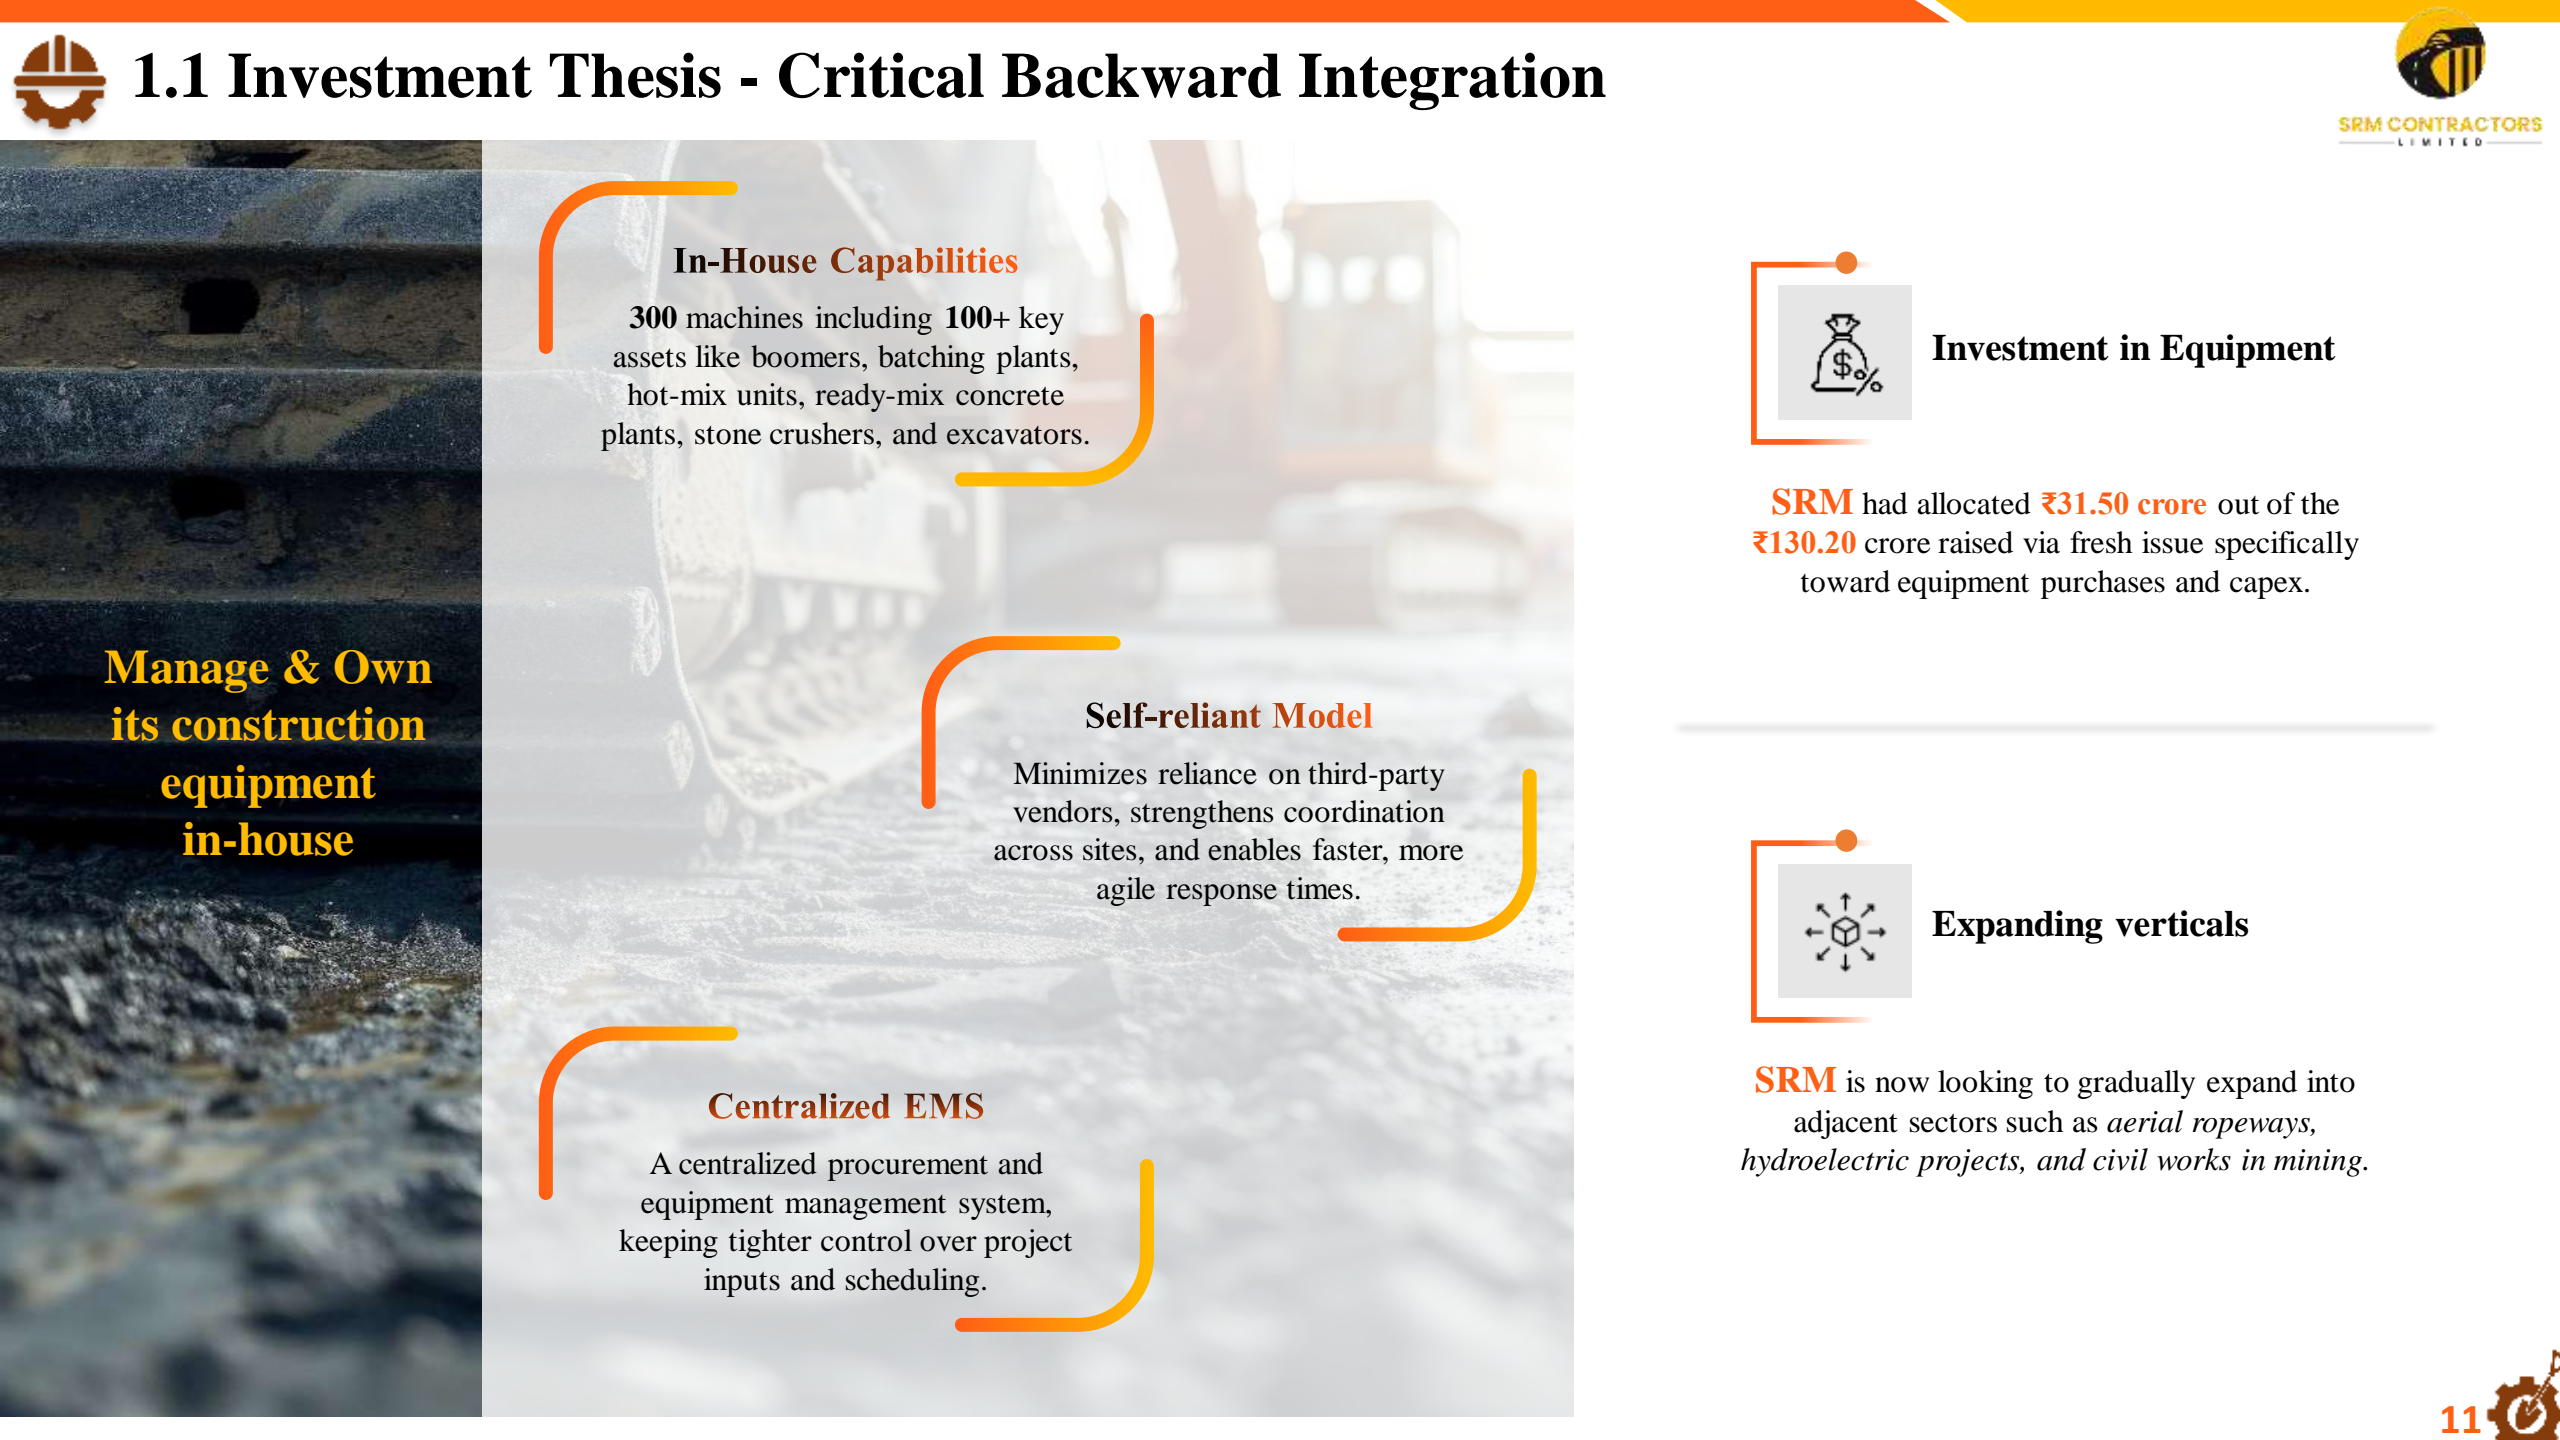 1.1 Investment Thesis - Critical Backward Integration
SRM CONTRACTORS
LIMITED
Manage & Own
its construction
equipment
in-house
In-House Capabilities
300 machines including 100+ key
assets like boomers, batching plants,
hot-mix units, ready-mix concrete
plants, stone crushers, and excavators.
Self-reliant Model
Minimizes reliance on third-party
vendors, strengthens coordination
across sites, and enables faster, more
agile response times.
Centralized EMS
A centralized procurement and
equipment management system,
keeping tighter control over project
inputs and scheduling.
Investment in Equipment
SRM had allocated ₹31.50 crore out of the
₹130.20 crore raised via fresh issue specifically
toward equipment purchases and capex.
Expanding verticals
SRM is now looking to gradually expand into
adjacent sectors such as aerial ropeways,
hydroelectric projects, and civil works in mining.
11